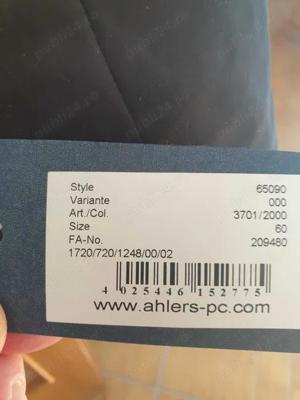 Style 65090
Variante 000
Art./Col. 3701/2000
Size 60
FA-No. 209480
1720/720/1248/00/02
4 025446 152775
www.ahlers-pc.com